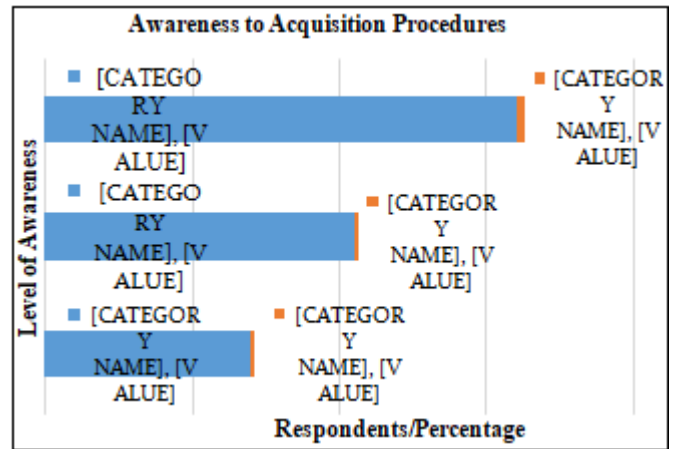 Awareness to Acquisition Procedures
[CATEGO
RY
NAME], [V
ALUE]
[CATEGOR
Y
NAME], [V
ALUE]
[CATEGO
RY
NAME], [V
ALUE]
[CATEGOR
Y
NAME], [V
ALUE]
[CATEGOR
Y
NAME], [V
ALUE]
[CATEGOR
Y
NAME], [V
ALUE]
Level of Awareness
Respondents/Percentage